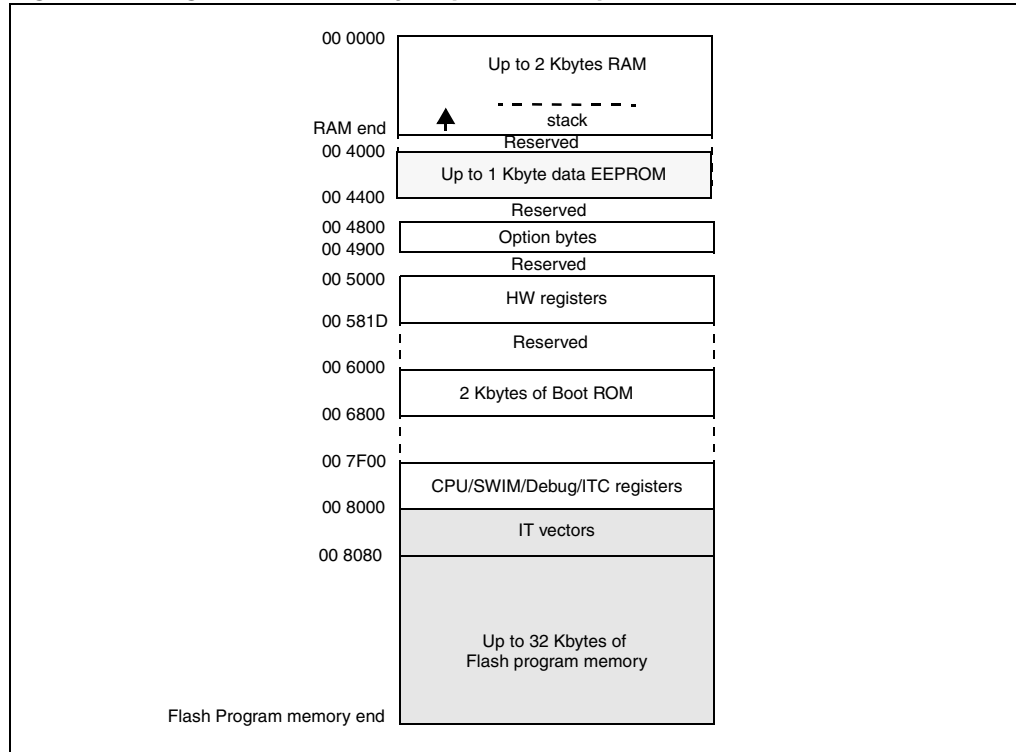 00 0000
Up to 2 Kbytes RAM
stack
RAM end
Reserved
00 4000
Up to 1 Kbyte data EEPROM
00 4400
Reserved
00 4800
Option bytes
00 4900
Reserved
00 5000
HW registers
00 581D
Reserved
00 6000
2 Kbytes of Boot ROM
00 6800
00 7F00
CPU/SWIM/Debug/ITC registers
00 8000
IT vectors
00 8080
Up to 32 Kbytes of
Flash program memory
Flash Program memory end